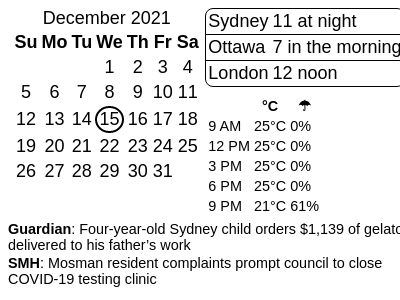 December 2021
Su Mo Tu We Th Fr Sa
1 2 3 4
5 6 7 8 9 10 11
12 13 14 15 16 17 18
19 20 21 22 23 24 25
26 27 28 29 30 31
Sydney 11 at night
Ottawa 7 in the morning
London 12 noon
°C ☂
9 AM 25°C 0%
12 PM 25°C 0%
3 PM 25°C 0%
6 PM 25°C 0%
9 PM 21°C 61%
Guardian: Four-year-old Sydney child orders $1,139 of gelato
delivered to his father’s work
SMH: Mosman resident complaints prompt council to close
COVID-19 testing clinic